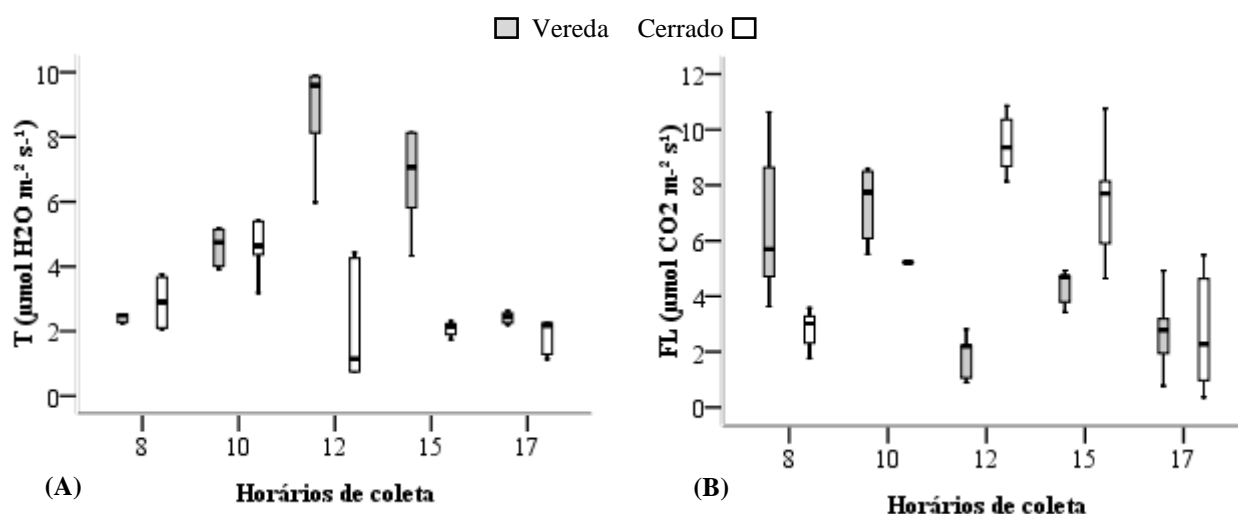 Vereda Cerrado
T (µmol H2O m-² s-¹)
10
8
6
4
2
0
8 10 12 15 17
(A)
Horários de coleta
FL (µmol CO2 m-² s¹)
12
10
8
6
4
2
0
8 10 12 15 17
(B)
Horários de coleta